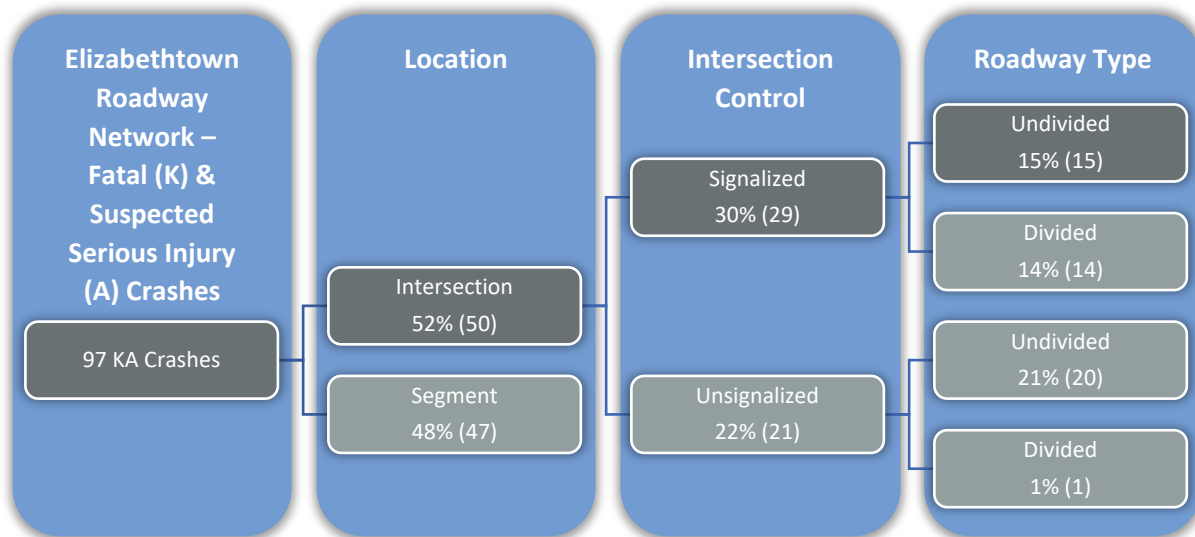 Elizabethtown
Roadway
Network –
Fatal (K) &
Suspected
Serious Injury
(A) Crashes
97 KA Crashes
Location
Intersection
52% (50)
Segment
48% (47)
Intersection
Control
Signalized
30% (29)
Unsignalized
22% (21)
Roadway Type
Undivided
15% (15)
Divided
14% (14)
Undivided
21% (20)
Divided
1% (1)